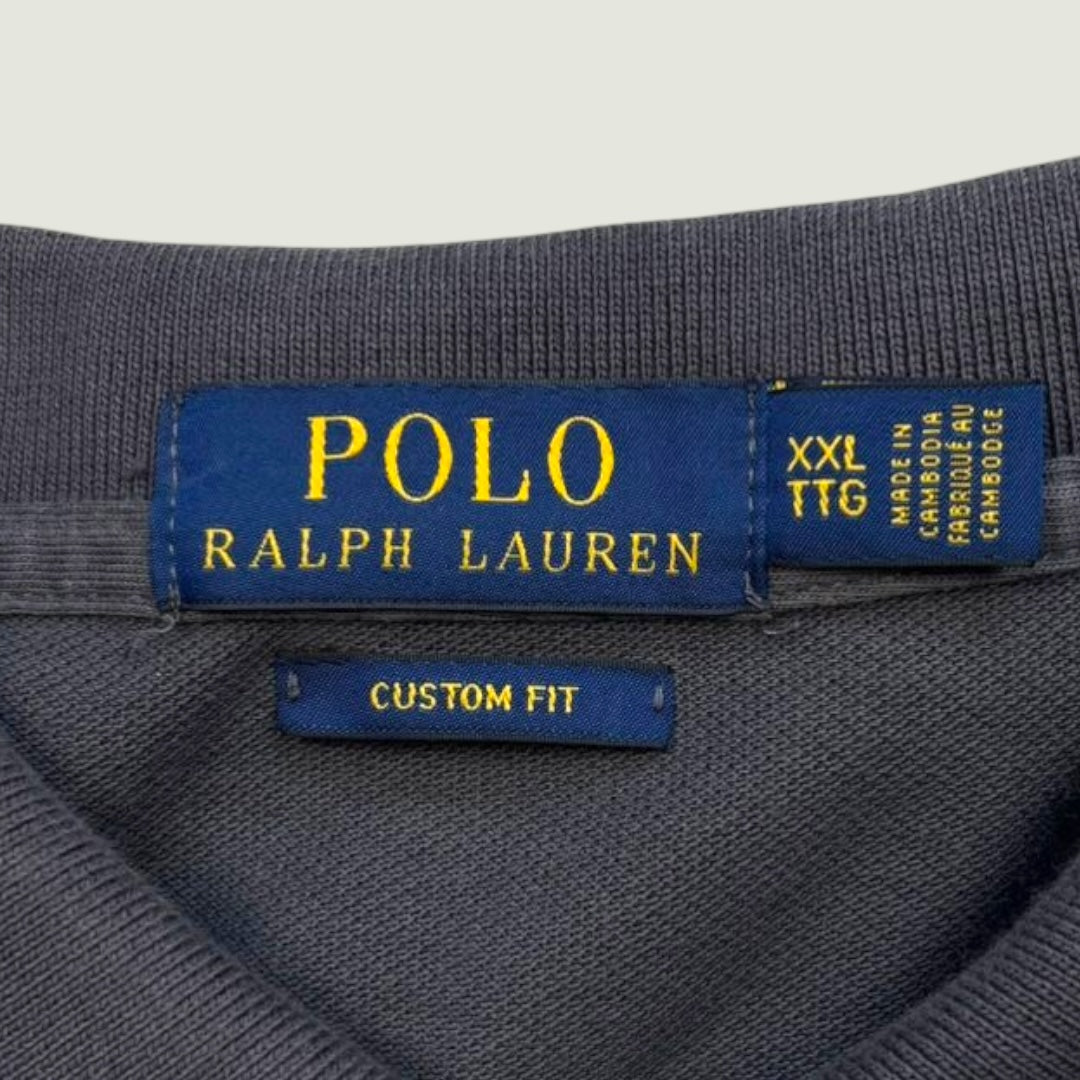 POLO
RALPH LAUREN
XXL
TTG
MADE IN
CAMBODIA
FABRIQUÉ AU
CAMBODGE
CUSTOM FIT